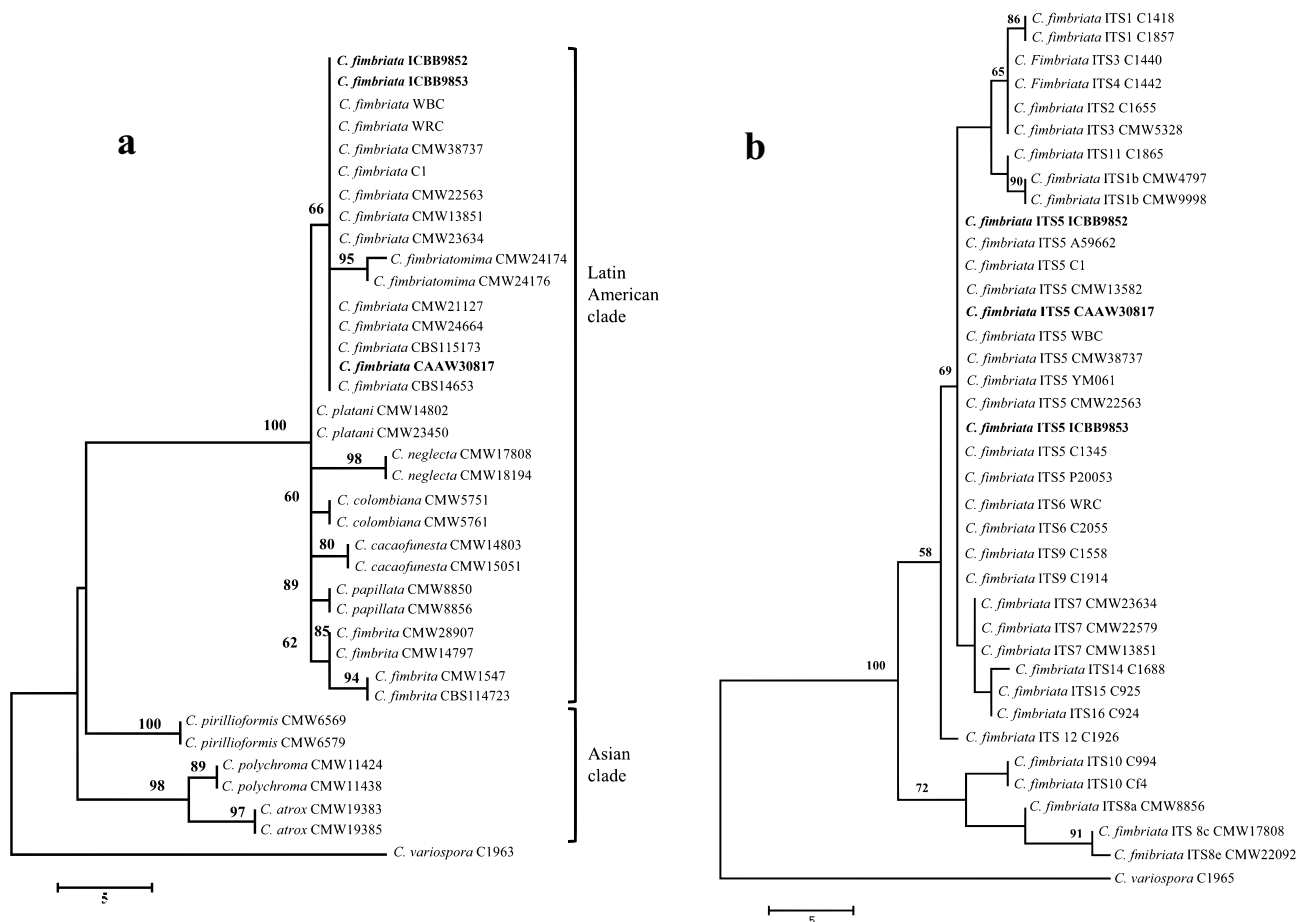 a
C. fimbriata ICBB9852
C. fimbriata ICBB9853
C. fimbriata WBC
C. fimbriata WRC
C. fimbriata CMW38737
C. fimbriata C1
C. fimbriata CMW22563
C. fimbriata CMW13851
C. fimbriata CMW23634
66
95
C. fimbriatomima CMW24174
C. fimbriatomima CMW24176
C. fimbriata CMW21127
C. fimbriata CMW24664
C. fimbriata CBS115173
C. fimbriata CAAW30817
C. fimbriata CBS14653
C. platani CMW14802
100
C. platani CMW23450
98
C. neglecta CMW17808
C. neglecta CMW18194
60
C. colombiana CMW5751
C. colombiana CMW5761
80
C. cacaofunesta CMW14803
C. cacaofunesta CMW15051
89
C. papillata CMW8850
C. papillata CMW8856
85
C. fimbrita CMW28907
62
C. fimbrita CMW14797
94
C. fimbrita CMW1547
C. fimbrita CBS114723
100
C. pirillioformis CMW6569
C. pirillioformis CMW6579
89
C. polychroma CMW11424
98
C. polychroma CMW11438
97
C. atrox CMW19383
C. atrox CMW19385
C. variospora C1963
5
Latin
American
clade
Asian
clade
b
86
C. fimbriata ITS1 C1418
C. fimbriata ITS1 C1857
C. Fimbriata ITS3 C1440
65
C. Fimbriata ITS4 C1442
C. fimbriata ITS2 C1655
C. fimbriata ITS3 CMW5328
C. fimbriata ITS11 C1865
90
C. fimbriata ITS1b CMW4797
C. fimbriata ITS1b CMW9998
C. fimbriata ITS5 ICBB9852
C. fimbriata ITS5 A59662
C. fimbriata ITS5 C1
C. fimbriata ITS5 CMW13582
C. fimbriata ITS5 CAAW30817
C. fimbriata ITS5 WBC
C. fimbriata ITS5 CMW38737
69
C. fimbriata ITS5 YM061
C. fimbriata ITS5 CMW22563
C. fimbriata ITS5 ICBB9853
C. fimbriata ITS5 C1345
C. fimbriata ITS5 P20053
C. fimbriata ITS6 WRC
C. fimbriata ITS6 C2055
58
C. fimbriata ITS9 C1558
C. fimbriata ITS9 C1914
C. fimbriata ITS7 CMW23634
C. fimbriata ITS7 CMW22579
C. fimbriata ITS7 CMW13851
100
C. fimbriata ITS14 C1688
C. fimbriata ITS15 C925
C. fimbriata ITS16 C924
C. fimbriata ITS 12 C1926
C. fimbriata ITS10 C994
72
C. fimbriata ITS10 Cf4
C. fimbriata ITS8a CMW8856
91
C. fimbriata ITS 8c CMW17808
C. fmibriata ITS8e CMW22092
C. variospora C1965
5